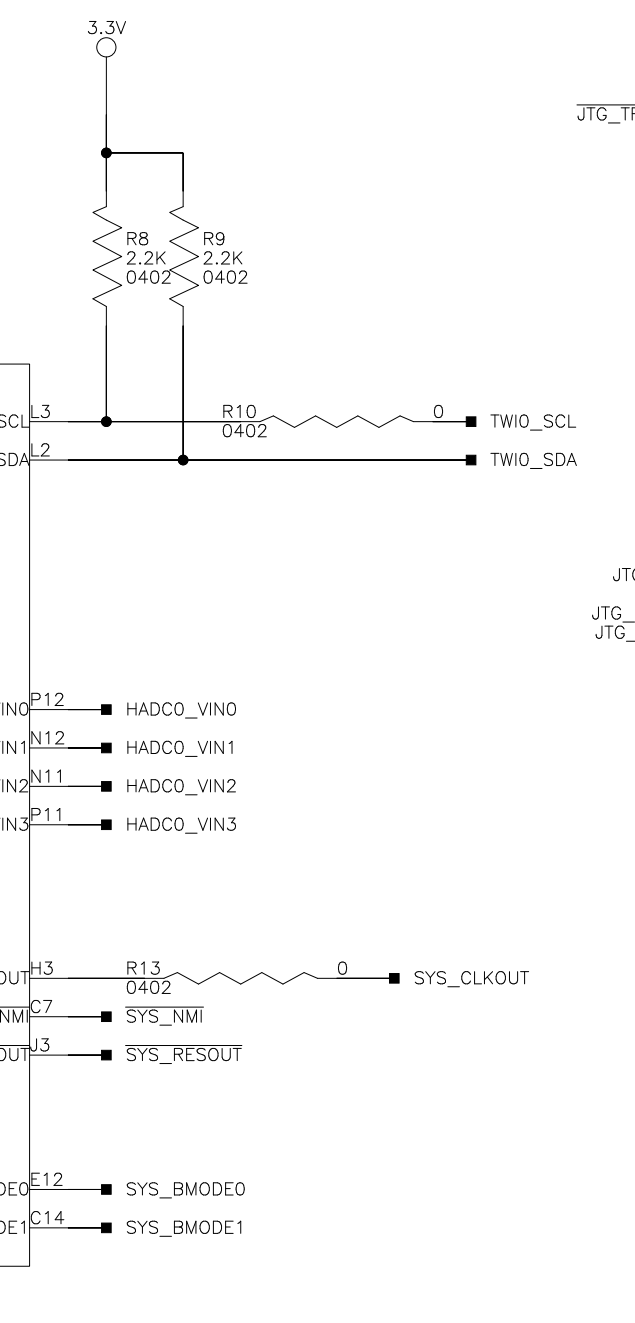 3.3V
JTG_TR
R8
2.2K
0402
R9
2.2K
0402
SCL L3
R10
0402
0
TWI0_SCL
SDA L2
TWI0_SDA
JTG
JTG_
JTG_
VIN0 P12 HADC0_VIN0
VIN1 N12 HADC0_VIN1
VIN2 N11 HADC0_VIN2
VIN3 P11 HADC0_VIN3
OUT H3
R13
0402
0
SYS_CLKOUT
NMI C7 SYS_NMI
OUT J3 SYS_RESOUT
DE0 E12 SYS_BMODE0
DE1 C14 SYS_BMODE1